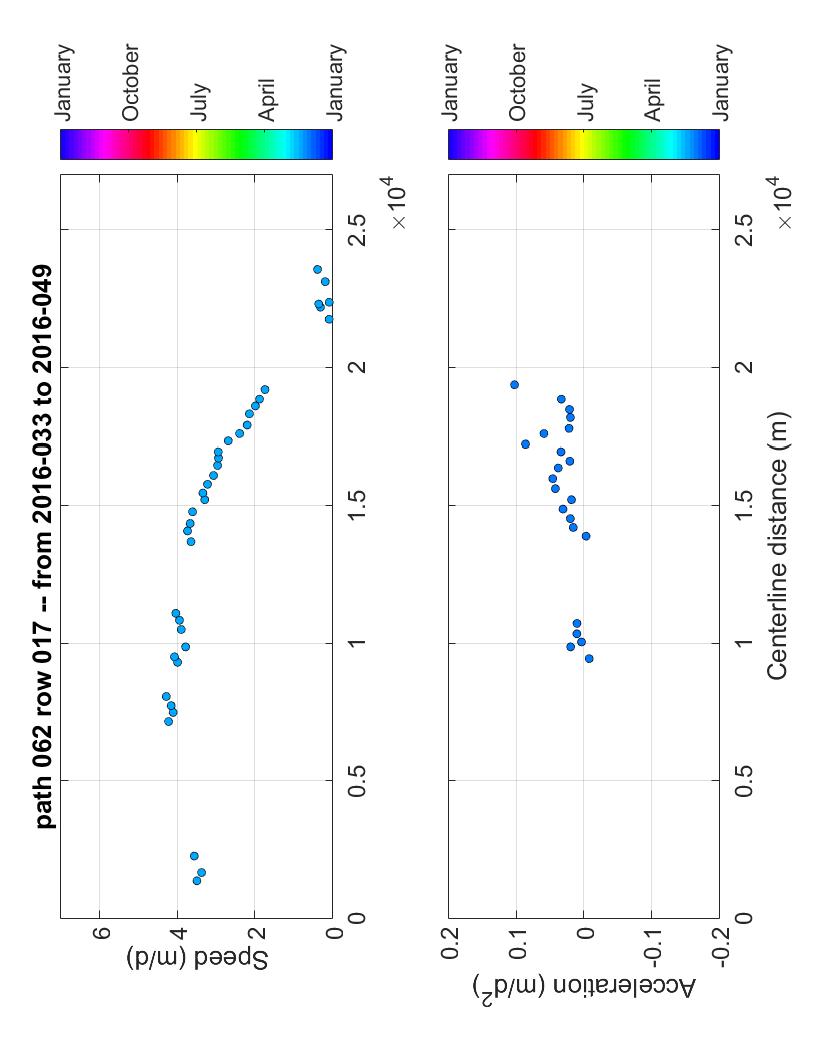 path 062 row 017 -- from 2016-033 to 2016-049
Speed (m/d)
6
4
2
0
0
0.5
1
1.5
2
2.5
×10^4
January
October
July
April
January
Acceleration (m/d^2)
0.2
0.1
0
-0.1
-0.2
0
0.5
1
1.5
2
2.5
×10^4
Centerline distance (m)
January
October
July
April
January